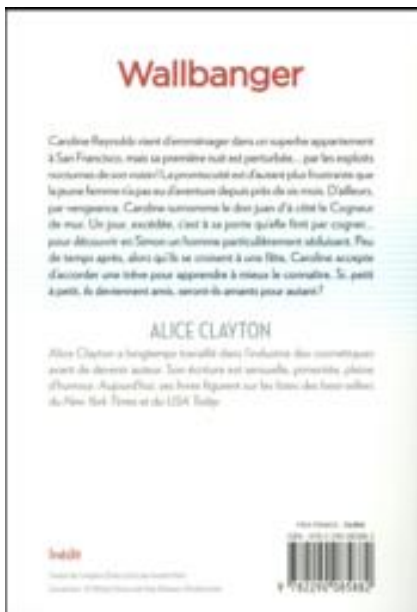 Wallbanger
Caroline Reynolds vient d'emménager dans un superbe appartement
à San Francisco, mais sa première nuit est perturbée... par les exploits
nocturnes de son voisin! La promiscuité est d'autant plus frustrante que
la jeune femme n'a pas eu d'aventure depuis près de six mois. D'ailleurs,
par vengeance, Caroline surnomme le don juan d'à côté le Cogneur
de mur. Un jour, excédée, c'est à sa porte qu'elle finit par cogner...
pour découvrir en Simon un homme particulièrement séduisant. Peu
de temps après, alors qu'ils se croisent à une fête, Caroline accepte
d'accorder une trêve pour apprendre à mieux le connaître. Si, petit
à petit, ils deviennent amis, seront-ils amants pour autant?
ALICE CLAYTON
Alice Clayton a longtemps travaillé dans l'industrie des cosmétiques
avant de devenir auteur. Son écriture est sensuelle, pimentée, pleine
d'humour. Aujourd'hui, ses livres figurent sur les listes des best-sellers
du New York Times et du USA Today.
Inédit
9 782290 085882